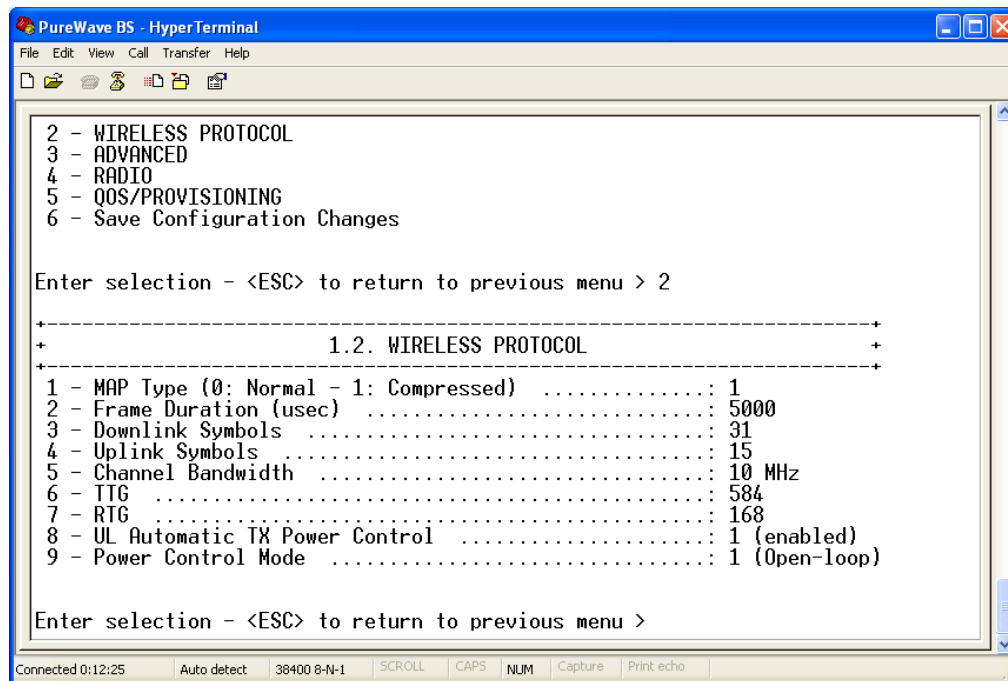 PureWave BS - HyperTerminal
File Edit View Call Transfer Help
2 - WIRELESS PROTOCOL
3 - ADVANCED
4 - RADIO
5 - QOS/PROVISIONING
6 - Save Configuration Changes
Enter selection - <ESC> to return to previous menu > 2
+----------------------------------------------------------------------+
+ 1.2. WIRELESS PROTOCOL +
+----------------------------------------------------------------------+
1 - MAP Type (0: Normal - 1: Compressed) ..............: 1
2 - Frame Duration (usec) .............................: 5000
3 - Downlink Symbols ..................................: 31
4 - Uplink Symbols ....................................: 15
5 - Channel Bandwidth .................................: 10 MHz
6 - TTG ...............................................: 584
7 - RTG ...............................................: 168
8 - UL Automatic TX Power Control .....................: 1 (enabled)
9 - Power Control Mode ................................: 1 (Open-loop)
Enter selection - <ESC> to return to previous menu >
Connected 0:12:25 Auto detect 38400 8-N-1 SCROLL CAPS NUM Capture Print echo